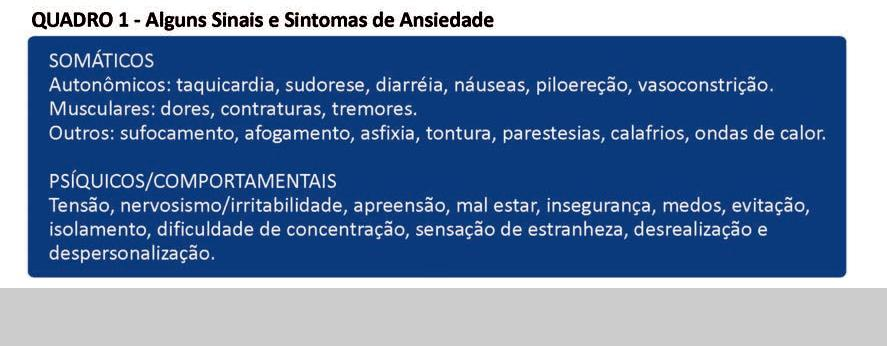 QUADRO 1 - Alguns Sinais e Sintomas de Ansiedade
SOMÁTICOS
Autonômicos: taquicardia, sudorese, diarréia, náuseas, piloereção, vasoconstrição.
Musculares: dores, contraturas, tremores.
Outros: sufocamento, afogamento, asfixia, tontura, parestesias, calafrios, ondas de calor.
PSÍQUICOS/COMPORTAMENTAIS
Tensão, nervosismo/irritabilidade, apreensão, mal estar, insegurança, medos, evitação,
isolamento, dificuldade de concentração, sensação de estranheza, desrealização e
despersonalização.